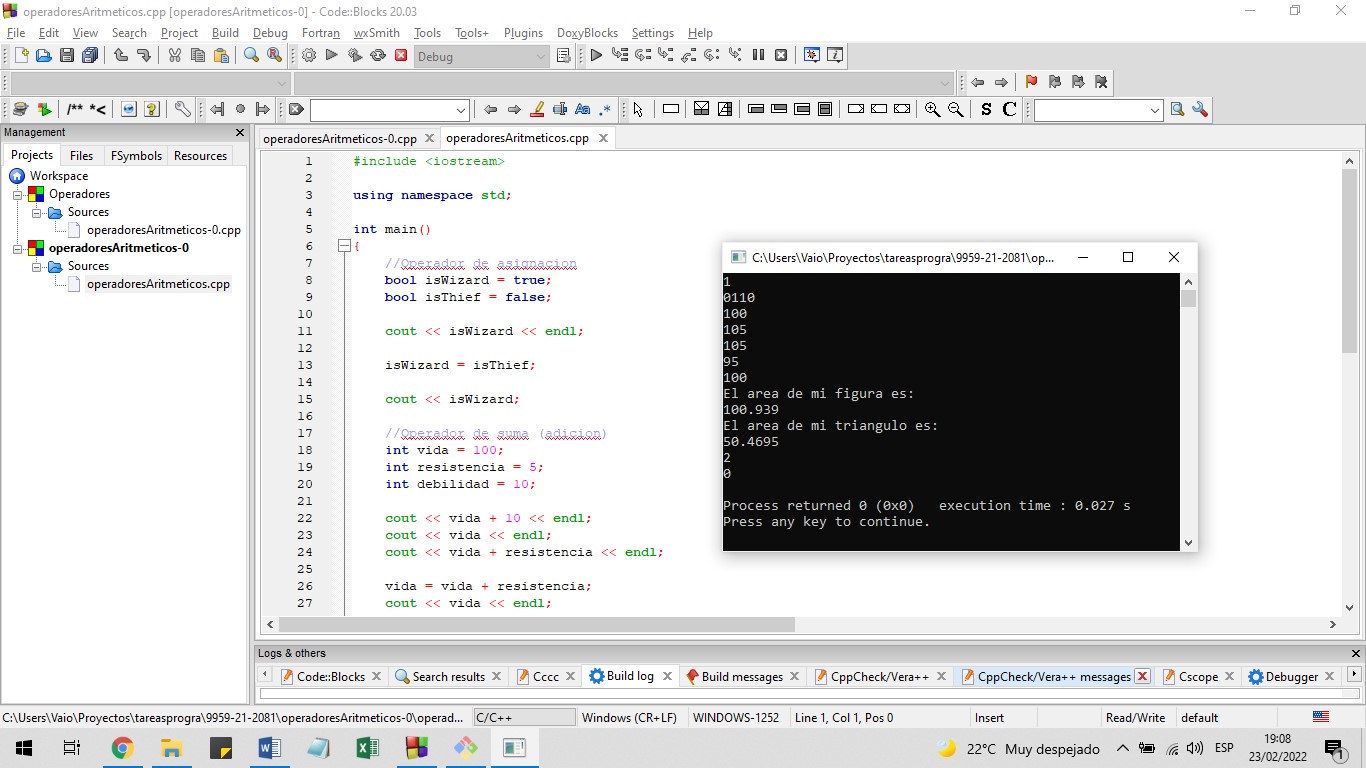 operadoresAritmeticos.cpp [operadoresAritmeticos-0] - Code::Blocks 20.03
File Edit View Search Project Build Debug Fortran wxSmith Tools Tools+ Plugins DoxyBlocks Settings Help
Debug
/** *<
Aa .*
S C
Management
Projects Files FSymbols Resources
Workspace
Operadores
Sources
operadoresAritmeticos-0.cpp
operadoresAritmeticos-0
Sources
operadoresAritmeticos.cpp
operadoresAritmeticos-0.cpp operadoresAritmeticos.cpp
1 #include <iostream>
2
3 using namespace std;
4
5 int main()
6 {
7 //Operador de asignacion
8 bool isWizard = true;
9 bool isThief = false;
10
11 cout << isWizard << endl;
12
13 isWizard = isThief;
14
15 cout << isWizard;
16
17 //Operador de suma (adicion)
18 int vida = 100;
19 int resistencia = 5;
20 int debilidad = 10;
21
22 cout << vida + 10 << endl;
23 cout << vida << endl;
24 cout << vida + resistencia << endl;
25
26 vida = vida + resistencia;
27 cout << vida << endl;
C:\Users\Vaio\Proyectos\tareasprogra\9959-21-2081\op...
1
0110
100
105
105
95
100
El area de mi figura es:
100.939
El area de mi triangulo es:
50.4695
2
0
Process returned 0 (0x0) execution time : 0.027 s
Press any key to continue.
Logs & others
Code::Blocks Search results Cccc Build log Build messages CppCheck/Vera++ CppCheck/Vera++ messages Cscope Debugger
C:\Users\Vaio\Proyectos\tareasprogra\9959-21-2081\operadoresAritmeticos-0\operad... C/C++ Windows (CR+LF) WINDOWS-1252 Line 1, Col 1, Pos 0 Insert Read/Write default
22°C Muy despejado ESP 19:08
23/02/2022 1